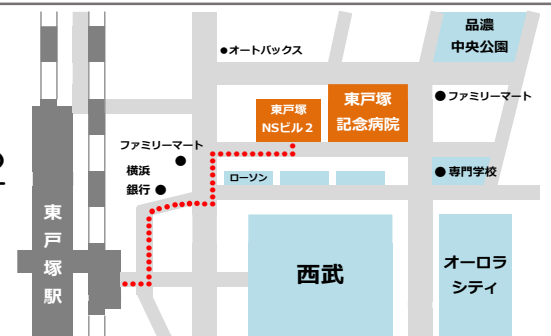 品濃
中央公園
●オートバックス
東戸塚
記念病院
●ファミリーマート
東戸塚
NSビル2
ファミリーマート
●
横浜
銀行 ●
ローソン
●専門学校
東戸塚駅
西武
オーロラ
シティ